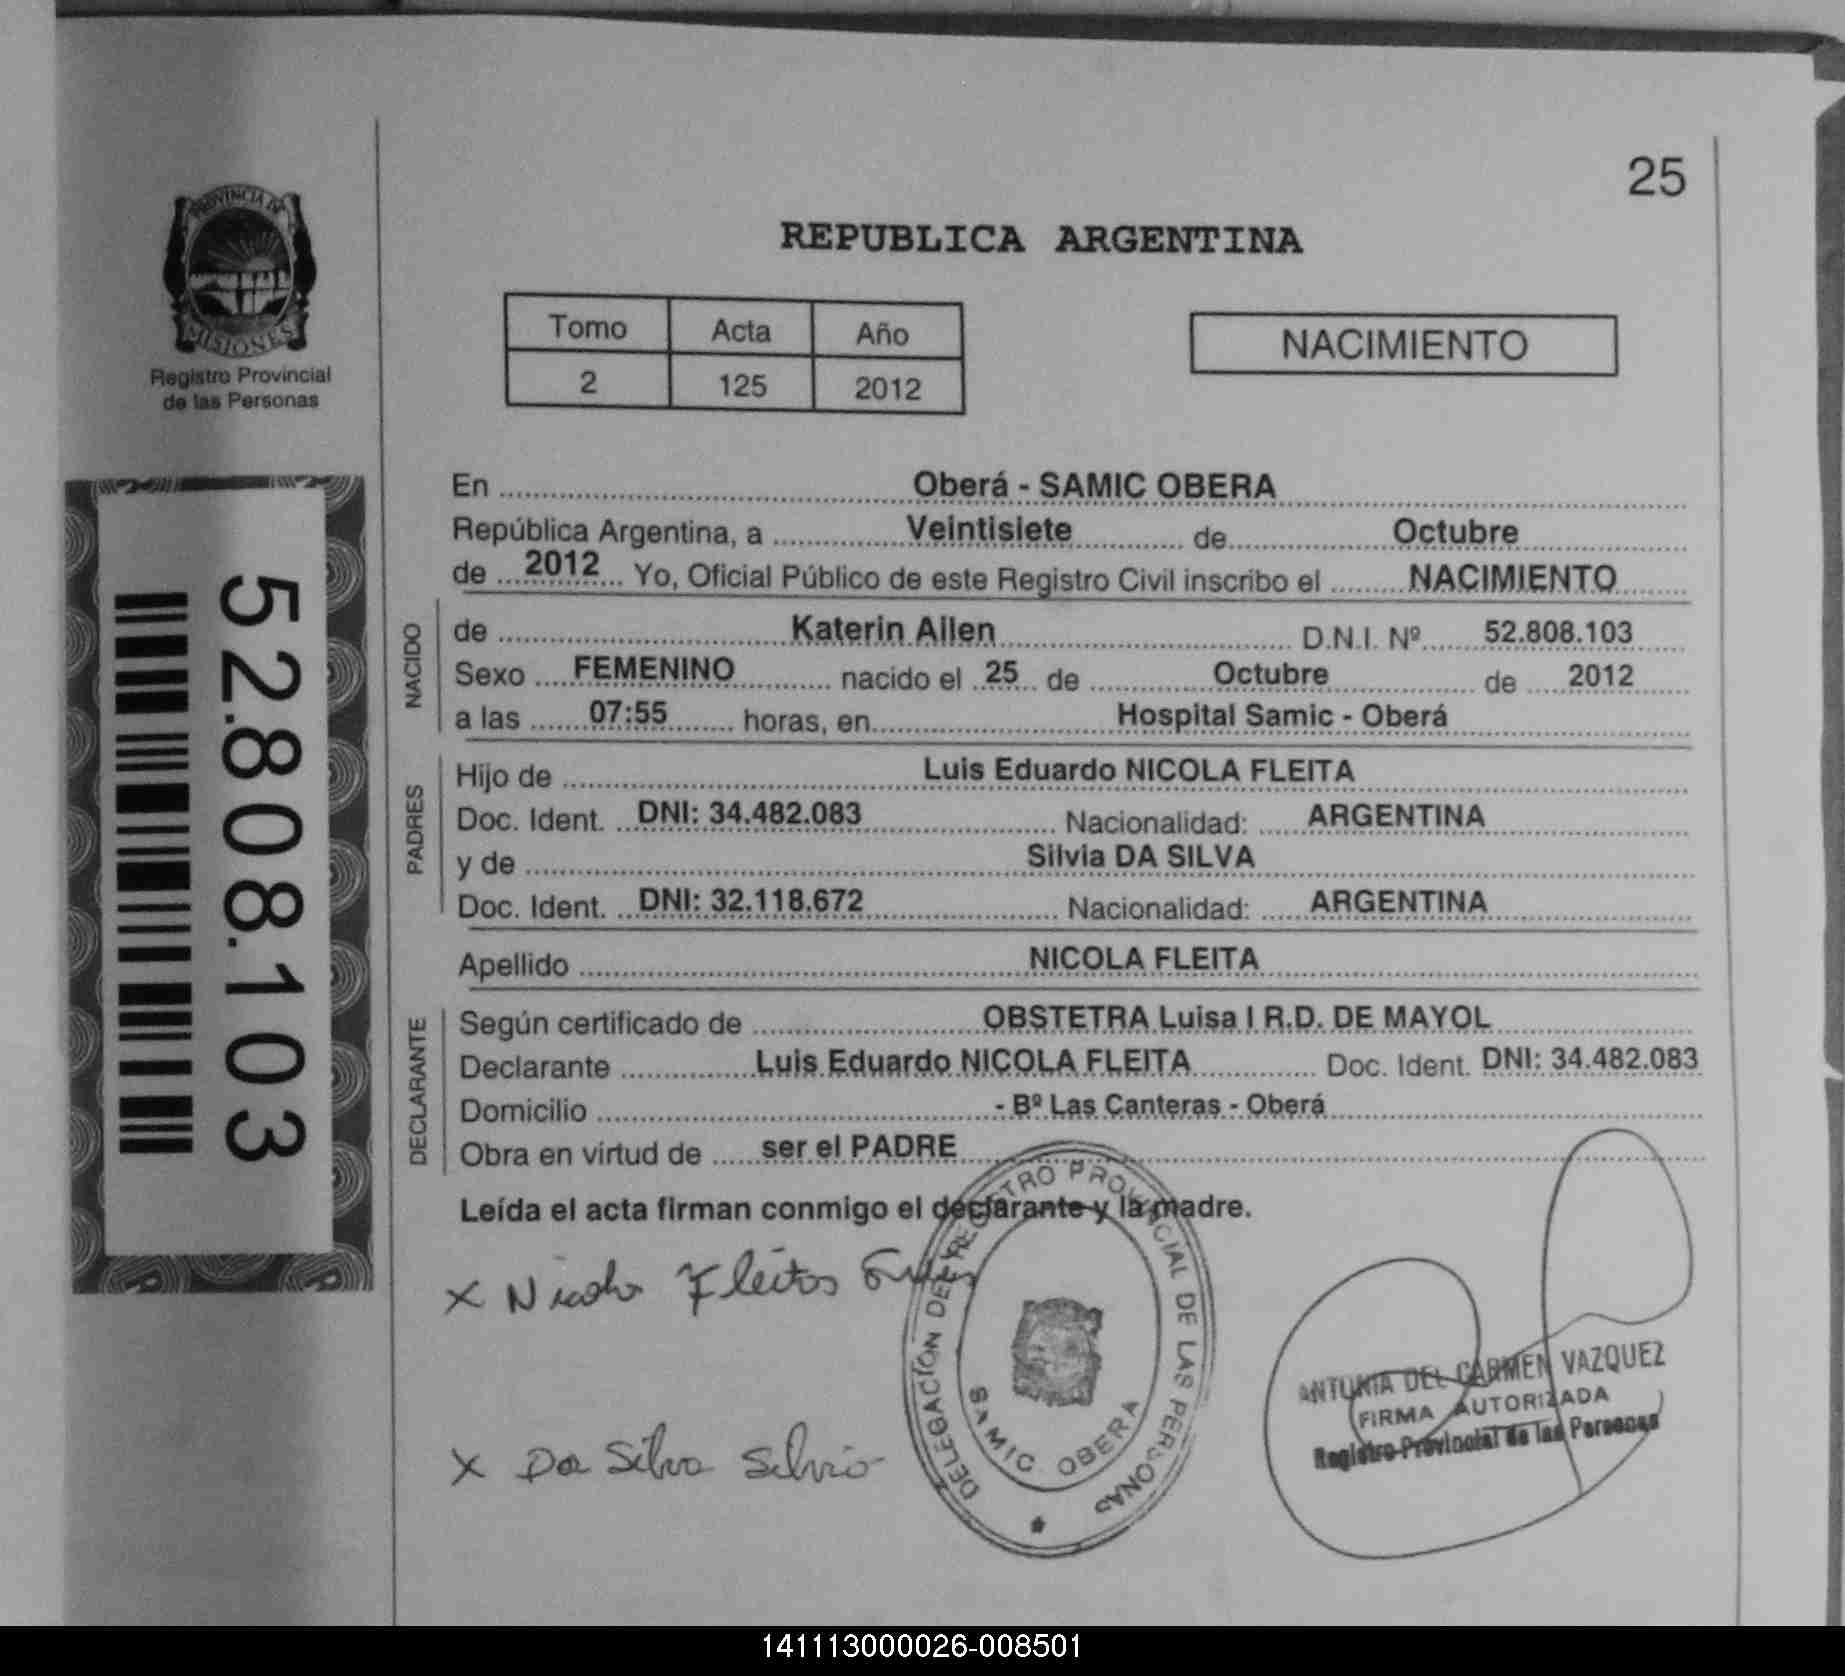 25
PROVINCIA DE
MISIONES
Registro Provincial
de las Personas
REPUBLICA ARGENTINA
Tomo Acta Año
2 125 2012
NACIMIENTO
52.808.103
En Oberá - SAMIC OBERA
República Argentina, a Veintisiete de Octubre
de 2012 Yo, Oficial Público de este Registro Civil inscribo el NACIMIENTO
NACIDO
de Katerin Ailen D.N.I. Nº 52.808.103
Sexo FEMENINO nacido el 25 de Octubre de 2012
a las 07:55 horas, en Hospital Samic - Oberá
PADRES
Hijo de Luis Eduardo NICOLA FLEITA
Doc. Ident. DNI: 34.482.083 Nacionalidad: ARGENTINA
y de Silvia DA SILVA
Doc. Ident. DNI: 32.118.672 Nacionalidad: ARGENTINA
Apellido NICOLA FLEITA
DECLARANTE
Según certificado de OBSTETRA Luisa I R.D. DE MAYOL
Declarante Luis Eduardo NICOLA FLEITA Doc. Ident. DNI: 34.482.083
Domicilio - Bº Las Canteras - Oberá
Obra en virtud de ser el PADRE
Leída el acta firman conmigo el declarante y la madre.
X Nicola Fleitas
DELEGACIÓN DEL REGISTRO PROVINCIAL DE LAS PERSONAS
SAMIC OBERA
ANTONIA DEL CARMEN VAZQUEZ
FIRMA AUTORIZADA
Registro Provincial de las Personas
X Da Silva Silvia
141113000026-008501